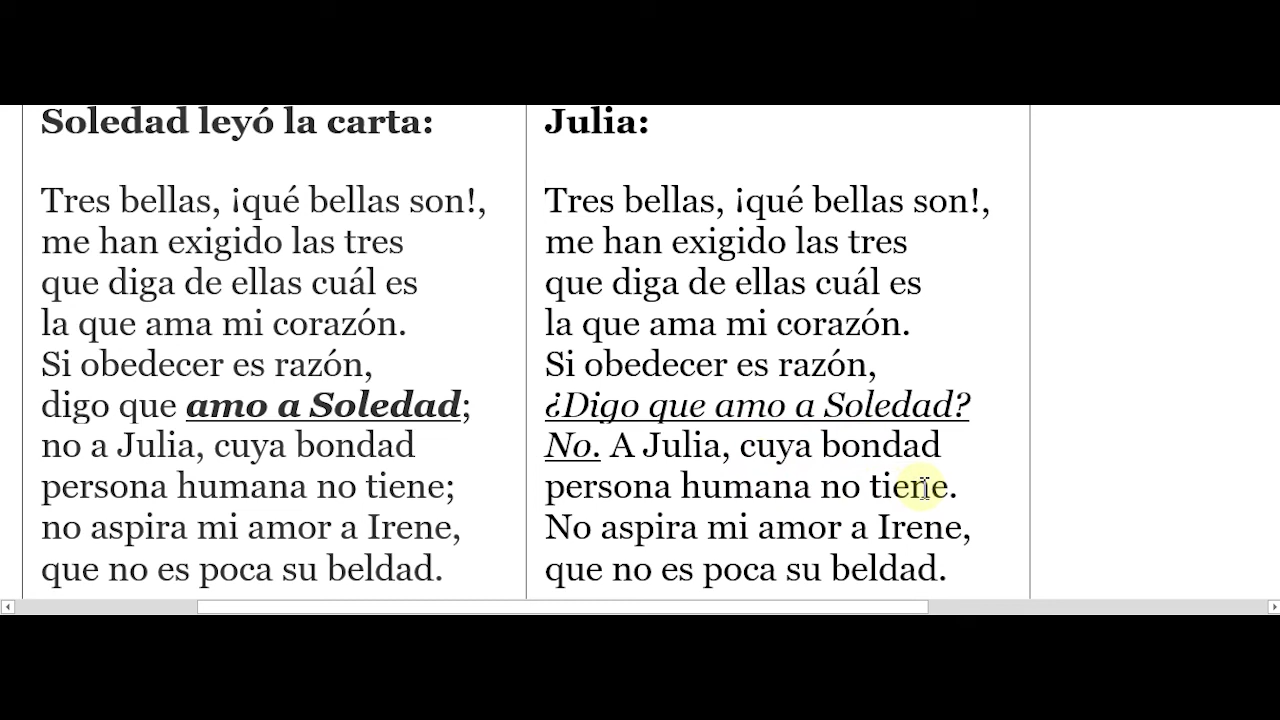 Soledad leyó la carta:
Tres bellas, ¡qué bellas son!,
me han exigido las tres
que diga de ellas cuál es
la que ama mi corazón.
Si obedecer es razón,
digo que amo a Soledad;
no a Julia, cuya bondad
persona humana no tiene;
no aspira mi amor a Irene,
que no es poca su beldad.
Julia:
Tres bellas, ¡qué bellas son!,
me han exigido las tres
que diga de ellas cuál es
la que ama mi corazón.
Si obedecer es razón,
¿Digo que amo a Soledad?
No. A Julia, cuya bondad
persona humana no tiene.
No aspira mi amor a Irene,
que no es poca su beldad.